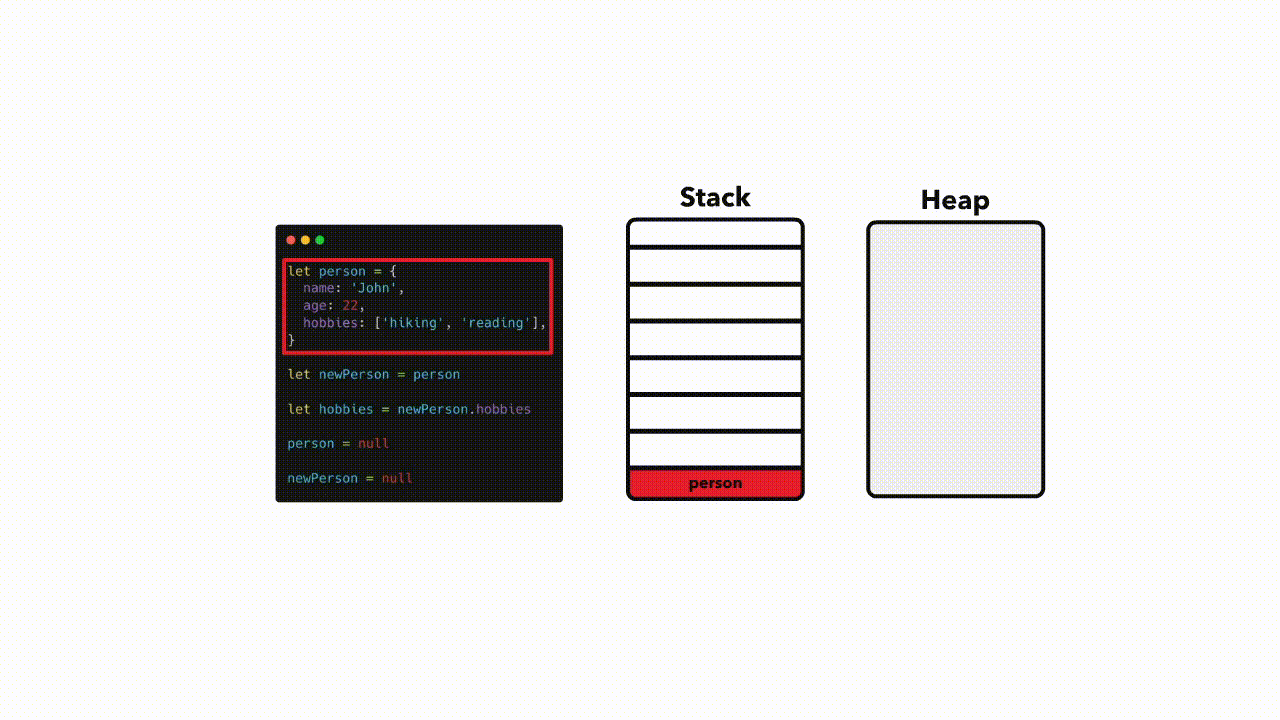 let person = {
  name: 'John',
  age: 22,
  hobbies: ['hiking', 'reading'],
}
let newPerson = person
let hobbies = newPerson.hobbies
person = null
newPerson = null
Stack
person
Heap